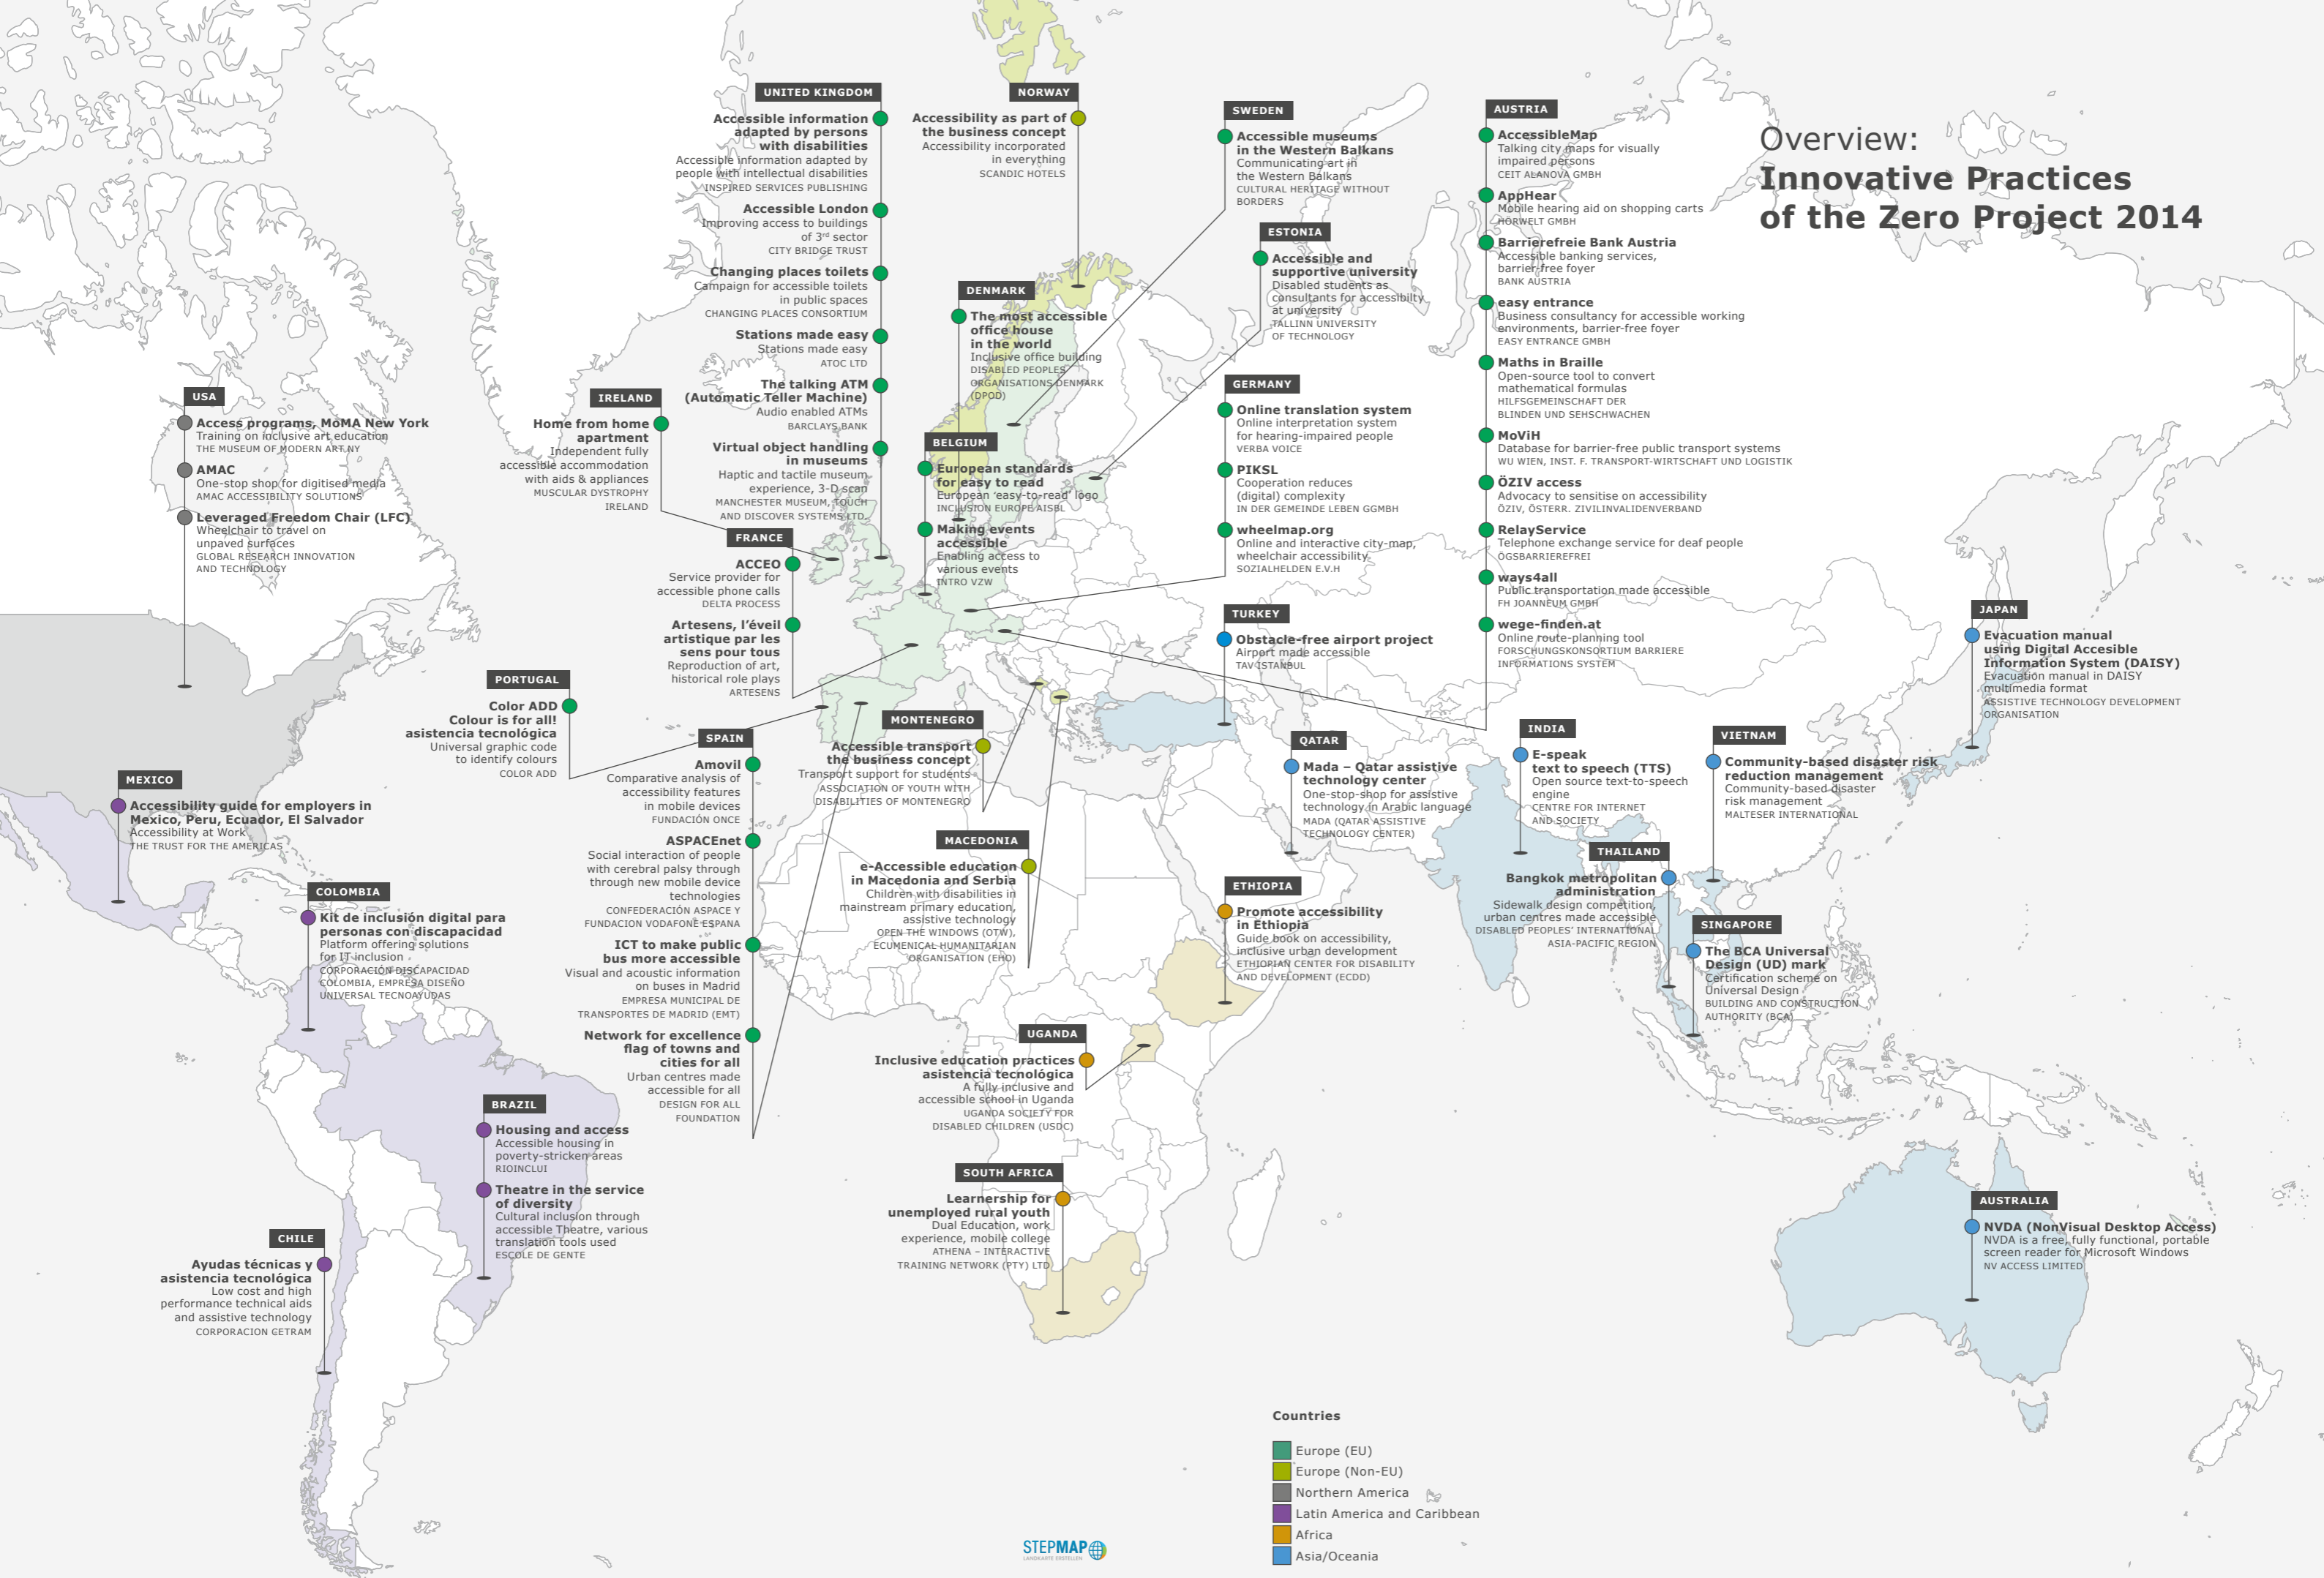 Overview:
Innovative Practices
of the Zero Project 2014
UNITED KINGDOM
Accessible information
adapted by persons
with disabilities
Accessible information adapted by
people with intellectual disabilities
INSPIRED SERVICES PUBLISHING
Accessible London
Improving access to buildings
of 3rd sector
CITY BRIDGE TRUST
Changing places toilets
Campaign for accessible toilets
in public spaces
CHANGING PLACES CONSORTIUM
Stations made easy
Stations made easy
ATOC LTD
The talking ATM
(Automatic Teller Machine)
Audio enabled ATMs
BARCLAYS BANK
Virtual object handling
in museums
Haptic and tactile museum
experience, 3-D scan
MANCHESTER MUSEUM, TOUCH
AND DISCOVER SYSTEMS LTD.
NORWAY
Accessibility as part of
the business concept
Accessibility incorporated
in everything
SCANDIC HOTELS
SWEDEN
Accessible museums
in the Western Balkans
Communicating art in
the Western Balkans
CULTURAL HERITAGE WITHOUT
BORDERS
ESTONIA
Accessible and
supportive university
Disabled students as
consultants for accessibilty
at university
TALLINN UNIVERSITY
OF TECHNOLOGY
AUSTRIA
AccessibleMap
Talking city maps for visually
impaired persons
CEIT ALANOVA GMBH
AppHear
Mobile hearing aid on shopping carts
HÖRWELT GMBH
Barrierefreie Bank Austria
Accessible banking services,
barrier-free foyer
BANK AUSTRIA
easy entrance
Business consultancy for accessible working
environments, barrier-free foyer
EASY ENTRANCE GMBH
Maths in Braille
Open-source tool to convert
mathematical formulas
HILFSGEMEINSCHAFT DER
BLINDEN UND SEHSCHWACHEN
MoViH
Database for barrier-free public transport systems
WU WIEN, INST. F. TRANSPORT-WIRTSCHAFT UND LOGISTIK
ÖZIV access
Advocacy to sensitise on accessibility
ÖZIV, ÖSTERR. ZIVILINVALIDENVERBAND
RelayService
Telephone exchange service for deaf people
ÖGSBARRIEREFREI
ways4all
Public transportation made accessible
FH JOANNEUM GMBH
wege-finden.at
Online route-planning tool
FORSCHUNGSKONSORTIUM BARRIERE
INFORMATIONS SYSTEM
DENMARK
The most accessible
office house
in the world
Inclusive office building
DISABLED PEOPLES
ORGANISATIONS DENMARK
(DPOD)
BELGIUM
European standards
for easy to read
European 'easy-to-read' logo
INCLUSION EUROPE AISBL
Making events
accessible
Enabling access to
various events
INTRO VZW
GERMANY
Online translation system
Online interpretation system
for hearing-impaired people
VERBA VOICE
PIKSL
Cooperation reduces
(digital) complexity
IN DER GEMEINDE LEBEN GGMBH
wheelmap.org
Online and interactive city-map,
wheelchair accessibility
SOZIALHELDEN E.V.H
USA
Access programs, MoMA New York
Training on inclusive art education
THE MUSEUM OF MODERN ART NY
AMAC
One-stop shop for digitised media
AMAC ACCESSIBILITY SOLUTIONS
Leveraged Freedom Chair (LFC)
Wheelchair to travel on
unpaved surfaces
GLOBAL RESEARCH INNOVATION
AND TECHNOLOGY
IRELAND
Home from home
apartment
Independent fully
accessible accommodation
with aids & appliances
MUSCULAR DYSTROPHY
IRELAND
FRANCE
ACCEO
Service provider for
accessible phone calls
DELTA PROCESS
Artesens, l'éveil
artistique par les
sens pour tous
Reproduction of art,
historical role plays
ARTESENS
TURKEY
Obstacle-free airport project
Airport made accessible
TAV ISTANBUL
JAPAN
Evacuation manual
using Digital Accesible
Information System (DAISY)
Evacuation manual in DAISY
multimedia format
ASSISTIVE TECHNOLOGY DEVELOPMENT
ORGANISATION
PORTUGAL
Color ADD
Colour is for all!
asistencia tecnológica
Universal graphic code
to identify colours
COLOR ADD
SPAIN
Amovil
Comparative analysis of
accessibility features
in mobile devices
FUNDACIÓN ONCE
ASPACEnet
Social interaction of people
with cerebral palsy through
through new mobile device
technologies
CONFEDERACIÓN ASPACE Y
FUNDACION VODAFONE ESPANA
ICT to make public
bus more accessible
Visual and acoustic information
on buses in Madrid
EMPRESA MUNICIPAL DE
TRANSPORTES DE MADRID (EMT)
Network for excellence
flag of towns and
cities for all
Urban centres made
accessible for all
DESIGN FOR ALL
FOUNDATION
MONTENEGRO
Accessible transport
the business concept
Transport support for students
ASSOCIATION OF YOUTH WITH
DISABILITIES OF MONTENEGRO
MACEDONIA
e-Accessible education
in Macedonia and Serbia
Children with disabilities in
mainstream primary education,
assistive technology
OPEN THE WINDOWS (OTW),
ECUMENICAL HUMANITARIAN
ORGANISATION (EHO)
QATAR
Mada – Qatar assistive
technology center
One-stop-shop for assistive
technology in Arabic language
MADA (QATAR ASSISTIVE
TECHNOLOGY CENTER)
INDIA
E-speak
text to speech (TTS)
Open source text-to-speech
engine
CENTRE FOR INTERNET
AND SOCIETY
VIETNAM
Community-based disaster risk
reduction management
Community-based disaster
risk management
MALTESER INTERNATIONAL
MEXICO
Accessibility guide for employers in
Mexico, Peru, Ecuador, El Salvador
Accessibility at Work
THE TRUST FOR THE AMERICAS
COLOMBIA
Kit de inclusión digital para
personas con discapacidad
Platform offering solutions
for IT inclusion
CORPORACIÓN DISCAPACIDAD
COLOMBIA, EMPRESA DISEÑO
UNIVERSAL TECNOAYUDAS
THAILAND
Bangkok metropolitan
administration
Sidewalk design competition,
urban centres made accessible
DISABLED PEOPLES' INTERNATIONAL
ASIA-PACIFIC REGION
SINGAPORE
The BCA Universal
Design (UD) mark
Certification scheme on
Universal Design
BUILDING AND CONSTRUCTION
AUTHORITY (BCA)
ETHIOPIA
Promote accessibility
in Ethiopia
Guide book on accessibility,
inclusive urban development
ETHIOPIAN CENTER FOR DISABILITY
AND DEVELOPMENT (ECDD)
UGANDA
Inclusive education practices
asistencia tecnológica
A fully inclusive and
accessible school in Uganda
UGANDA SOCIETY FOR
DISABLED CHILDREN (USDC)
BRAZIL
Housing and access
Accessible housing in
poverty-stricken areas
RIOINCLUI
Theatre in the service
of diversity
Cultural inclusion through
accessible Theatre, various
translation tools used
ESCOLE DE GENTE
SOUTH AFRICA
Learnership for
unemployed rural youth
Dual Education, work
experience, mobile college
ATHENA – INTERACTIVE
TRAINING NETWORK (PTY) LTD
AUSTRALIA
NVDA (NonVisual Desktop Access)
NVDA is a free, fully functional, portable
screen reader for Microsoft Windows
NV ACCESS LIMITED
CHILE
Ayudas técnicas y
asistencia tecnológica
Low cost and high
performance technical aids
and assistive technology
CORPORACION CETRAM
Countries
Europe (EU)
Europe (Non-EU)
Northern America
Latin America and Caribbean
Africa
Asia/Oceania
STEPMAP
LANDKARTE ERSTELLEN